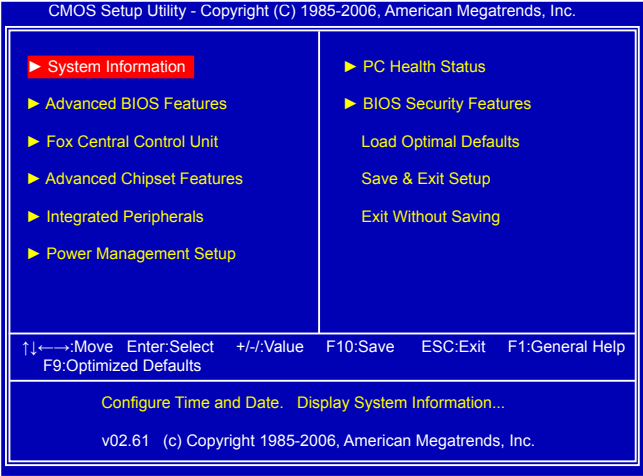 CMOS Setup Utility - Copyright (C) 1985-2006, American Megatrends, Inc.
► System Information
► Advanced BIOS Features
► Fox Central Control Unit
► Advanced Chipset Features
► Integrated Peripherals
► Power Management Setup
► PC Health Status
► BIOS Security Features
Load Optimal Defaults
Save & Exit Setup
Exit Without Saving
↑↓←→:Move Enter:Select +/-/:Value F10:Save ESC:Exit F1:General Help
F9:Optimized Defaults
Configure Time and Date. Display System Information...
v02.61 (c) Copyright 1985-2006, American Megatrends, Inc.